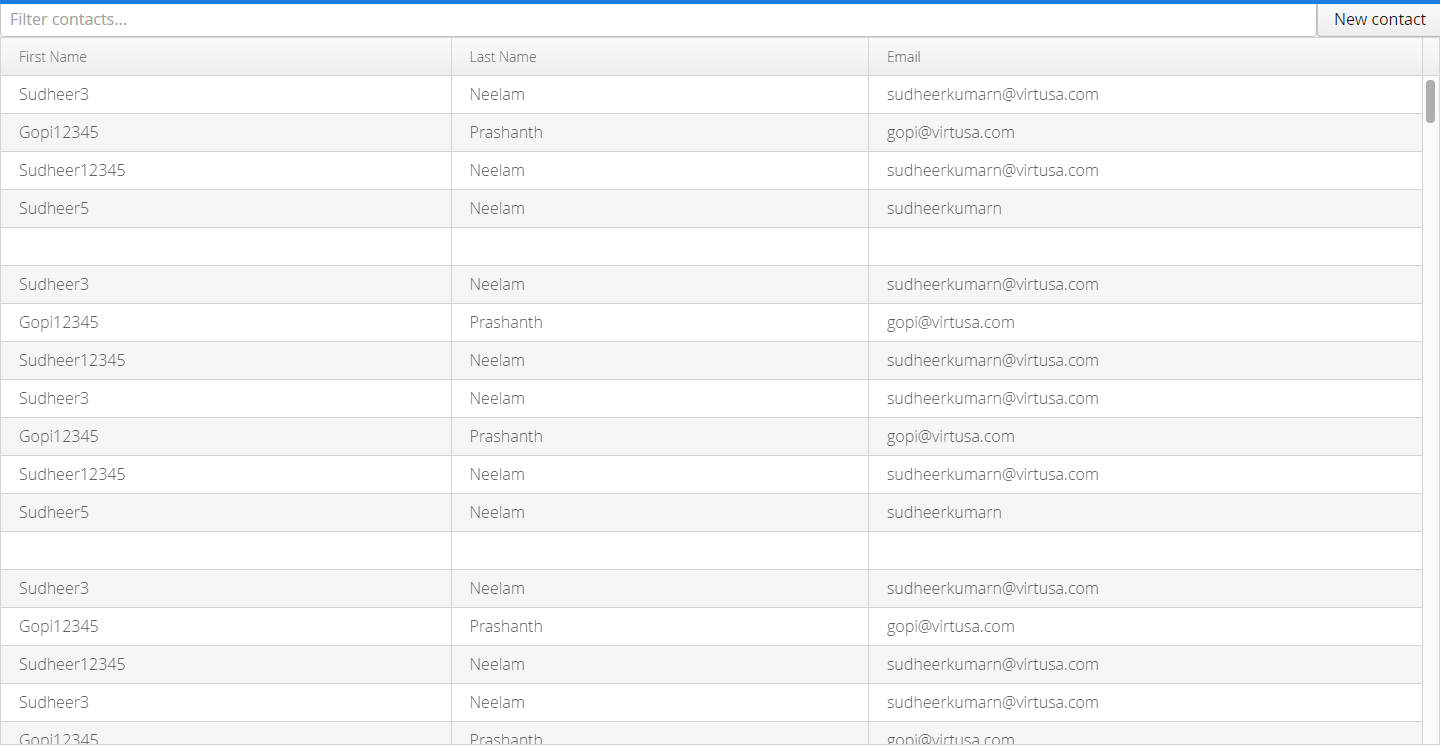 Filter contacts... New contact
First Name Last Name Email
Sudheer3 Neelam sudheerkumarn@virtusa.com
Gopi12345 Prashanth gopi@virtusa.com
Sudheer12345 Neelam sudheerkumarn@virtusa.com
Sudheer5 Neelam sudheerkumarn
Sudheer3 Neelam sudheerkumarn@virtusa.com
Gopi12345 Prashanth gopi@virtusa.com
Sudheer12345 Neelam sudheerkumarn@virtusa.com
Sudheer3 Neelam sudheerkumarn@virtusa.com
Gopi12345 Prashanth gopi@virtusa.com
Sudheer12345 Neelam sudheerkumarn@virtusa.com
Sudheer5 Neelam sudheerkumarn
Sudheer3 Neelam sudheerkumarn@virtusa.com
Gopi12345 Prashanth gopi@virtusa.com
Sudheer12345 Neelam sudheerkumarn@virtusa.com
Sudheer3 Neelam sudheerkumarn@virtusa.com
Gopi12345 Prashanth gopi@virtusa.com